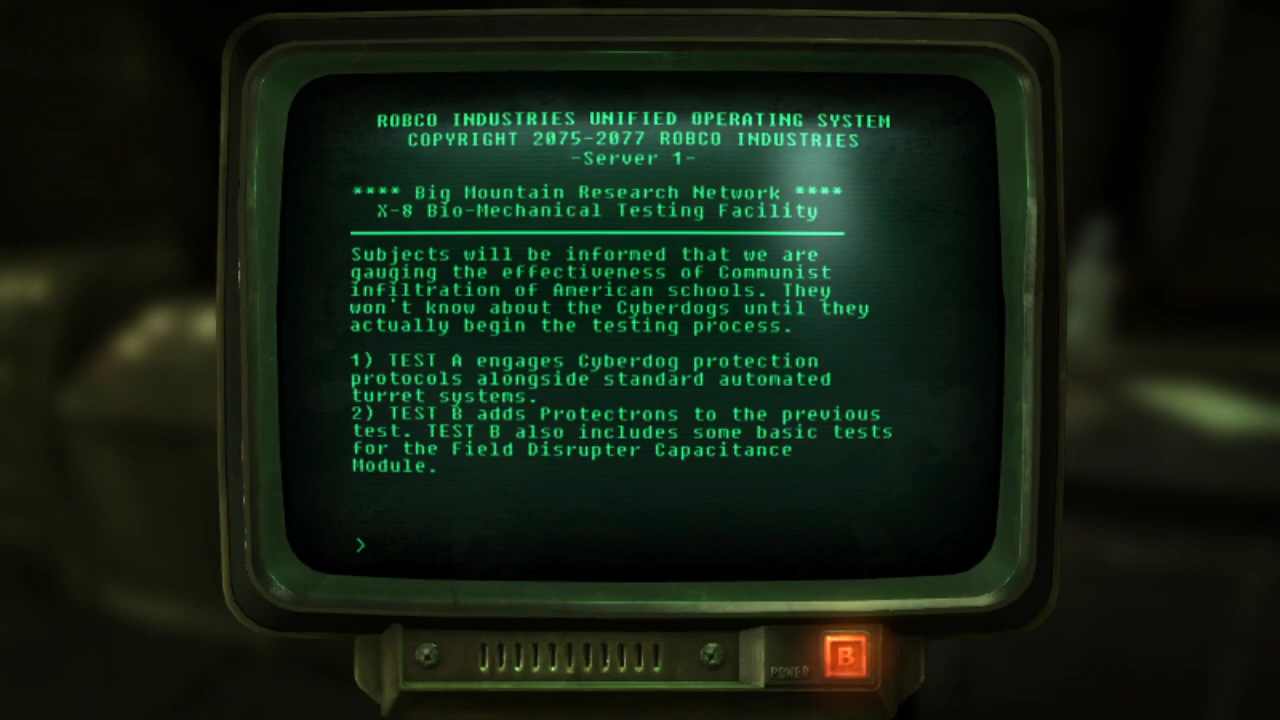 ROBCO INDUSTRIES UNIFIED OPERATING SYSTEM
COPYRIGHT 2075-2077 ROBCO INDUSTRIES
-Server 1-
**** Big Mountain Research Network ****
X-8 Bio-Mechanical Testing Facility
Subjects will be informed that we are
gauging the effectiveness of Communist
infiltration of American schools. They
won't know about the Cyberdogs until they
actually begin the testing process.
1) TEST A engages Cyberdog protection
protocols alongside standard automated
turret systems.
2) TEST B adds Protectrons to the previous
test. TEST B also includes some basic tests
for the Field Disrupter Capacitance
Module.
>
POWER B